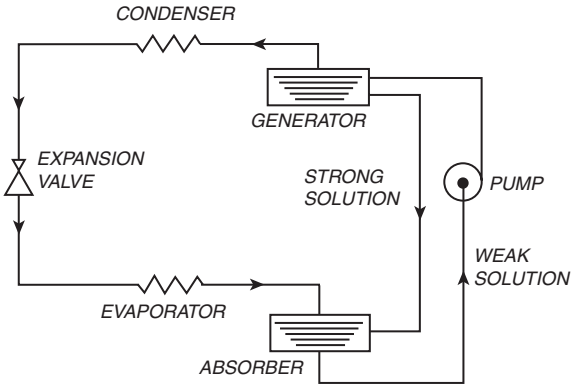 CONDENSER
GENERATOR
EXPANSION
VALVE
STRONG
SOLUTION
PUMP
WEAK
SOLUTION
EVAPORATOR
ABSORBER